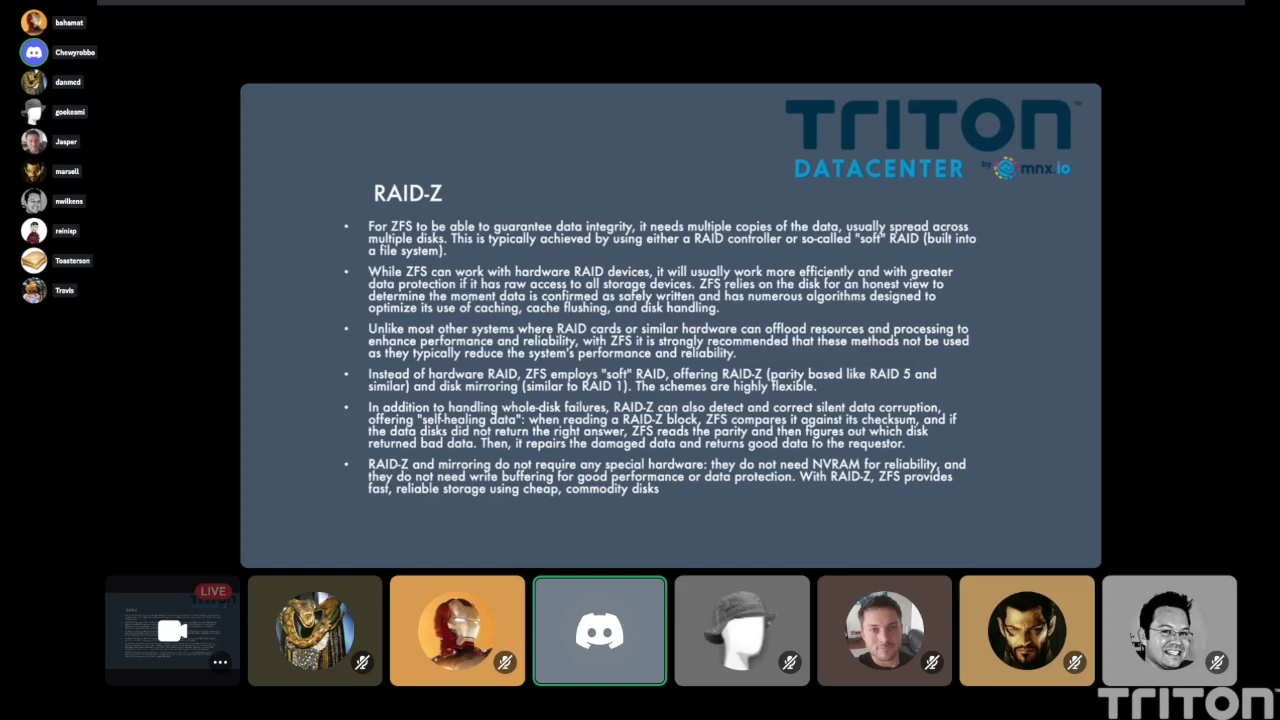 bahamat
Chewyrobbo
danmcd
goekesmi
Jasper
marsell
nwilkens
reinisp
Toasterson
Travis
TRITON™
DATACENTER by mnx.io
RAID-Z
• For ZFS to be able to guarantee data integrity, it needs multiple copies of the data, usually spread across
multiple disks. This is typically achieved by using either a RAID controller or so-called "soft" RAID (built into
a file system).
• While ZFS can work with hardware RAID devices, it will usually work more efficiently and with greater
data protection if it has raw access to all storage devices. ZFS relies on the disk for an honest view to
determine the moment data is confirmed as safely written and has numerous algorithms designed to
optimize its use of caching, cache flushing, and disk handling.
• Unlike most other systems where RAID cards or similar hardware can offload resources and processing to
enhance performance and reliability, with ZFS it is strongly recommended that these methods not be used
as they typically reduce the system's performance and reliability.
• Instead of hardware RAID, ZFS employs "soft" RAID, offering RAID-Z (parity based like RAID 5 and
similar) and disk mirroring (similar to RAID 1). The schemes are highly flexible.
• In addition to handling whole-disk failures, RAID-Z can also detect and correct silent data corruption,
offering "self-healing data": when reading a RAID-Z block, ZFS compares it against its checksum, and if
the data disks did not return the right answer, ZFS reads the parity and then figures out which disk
returned bad data. Then, it repairs the damaged data and returns good data to the requestor.
• RAID-Z and mirroring do not require any special hardware: they do not need NVRAM for reliability, and
they do not need write buffering for good performance or data protection. With RAID-Z, ZFS provides
fast, reliable storage using cheap, commodity disks
LIVE
TRITON